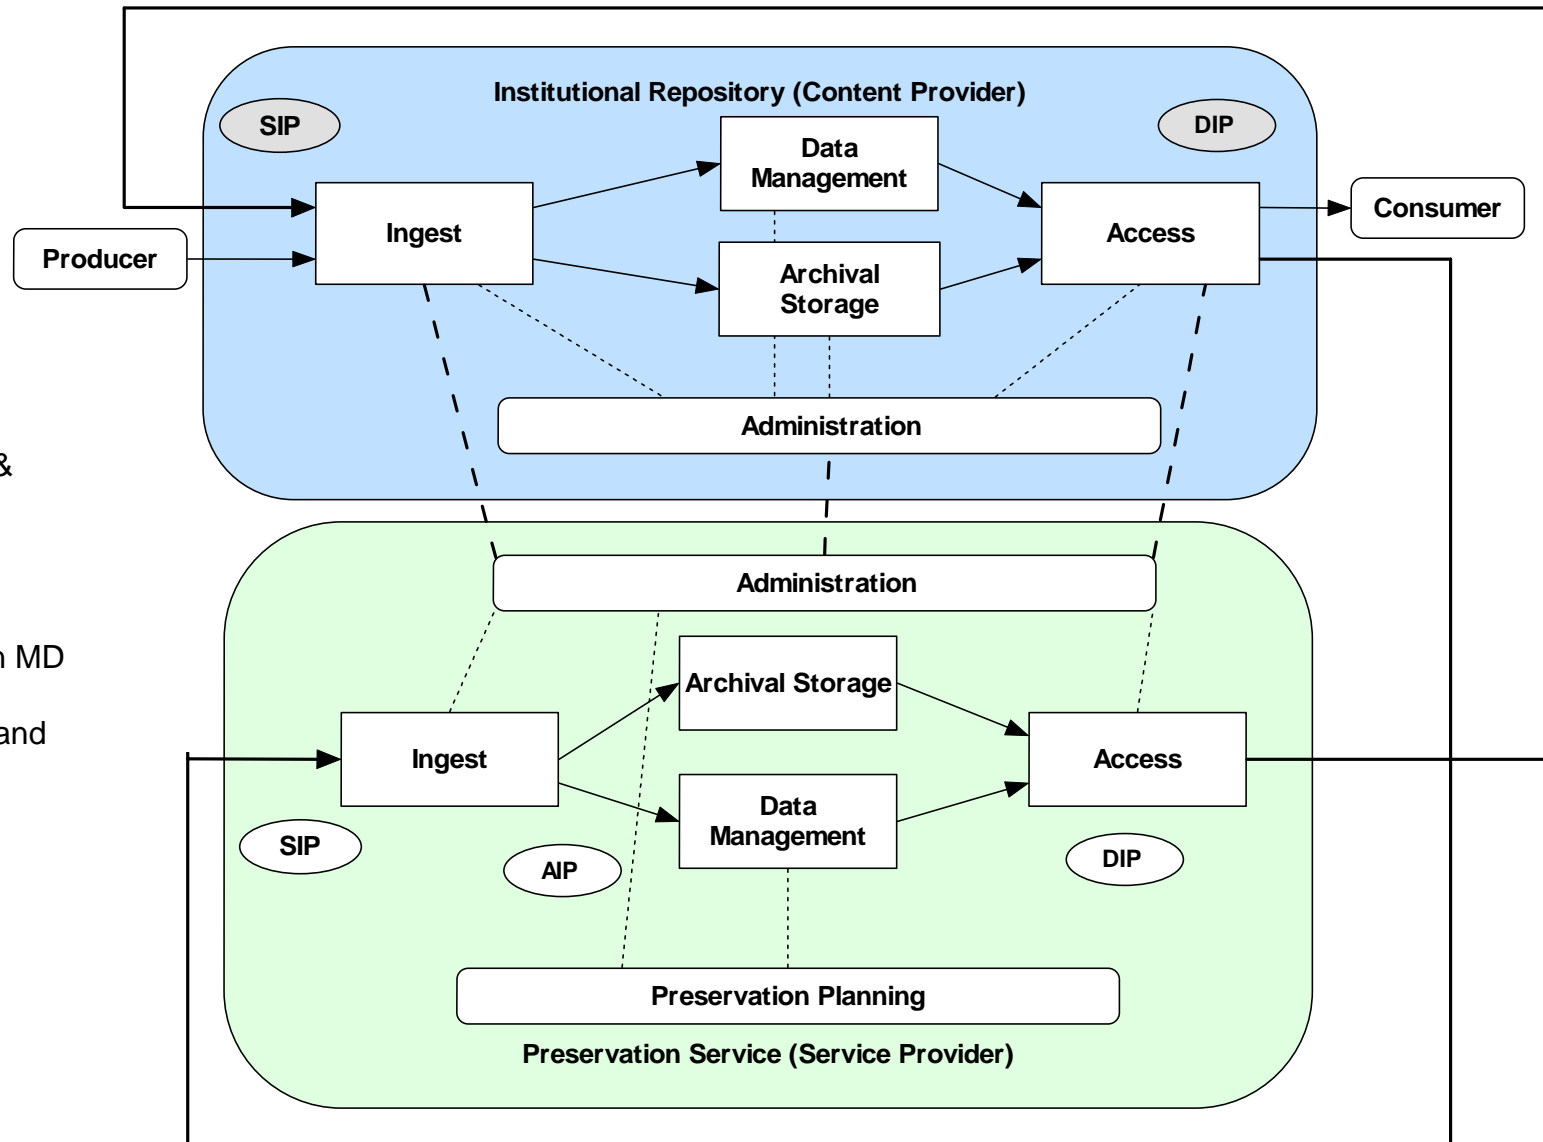 Institutional Repository (Content Provider)
SIP
DIP
Data
Management
Ingest
Access
Consumer
Producer
Archival
Storage
Administration
&
Administration
n MD
and
Archival Storage
Ingest
Access
Data
Management
SIP
AIP
DIP
Preservation Planning
Preservation Service (Service Provider)